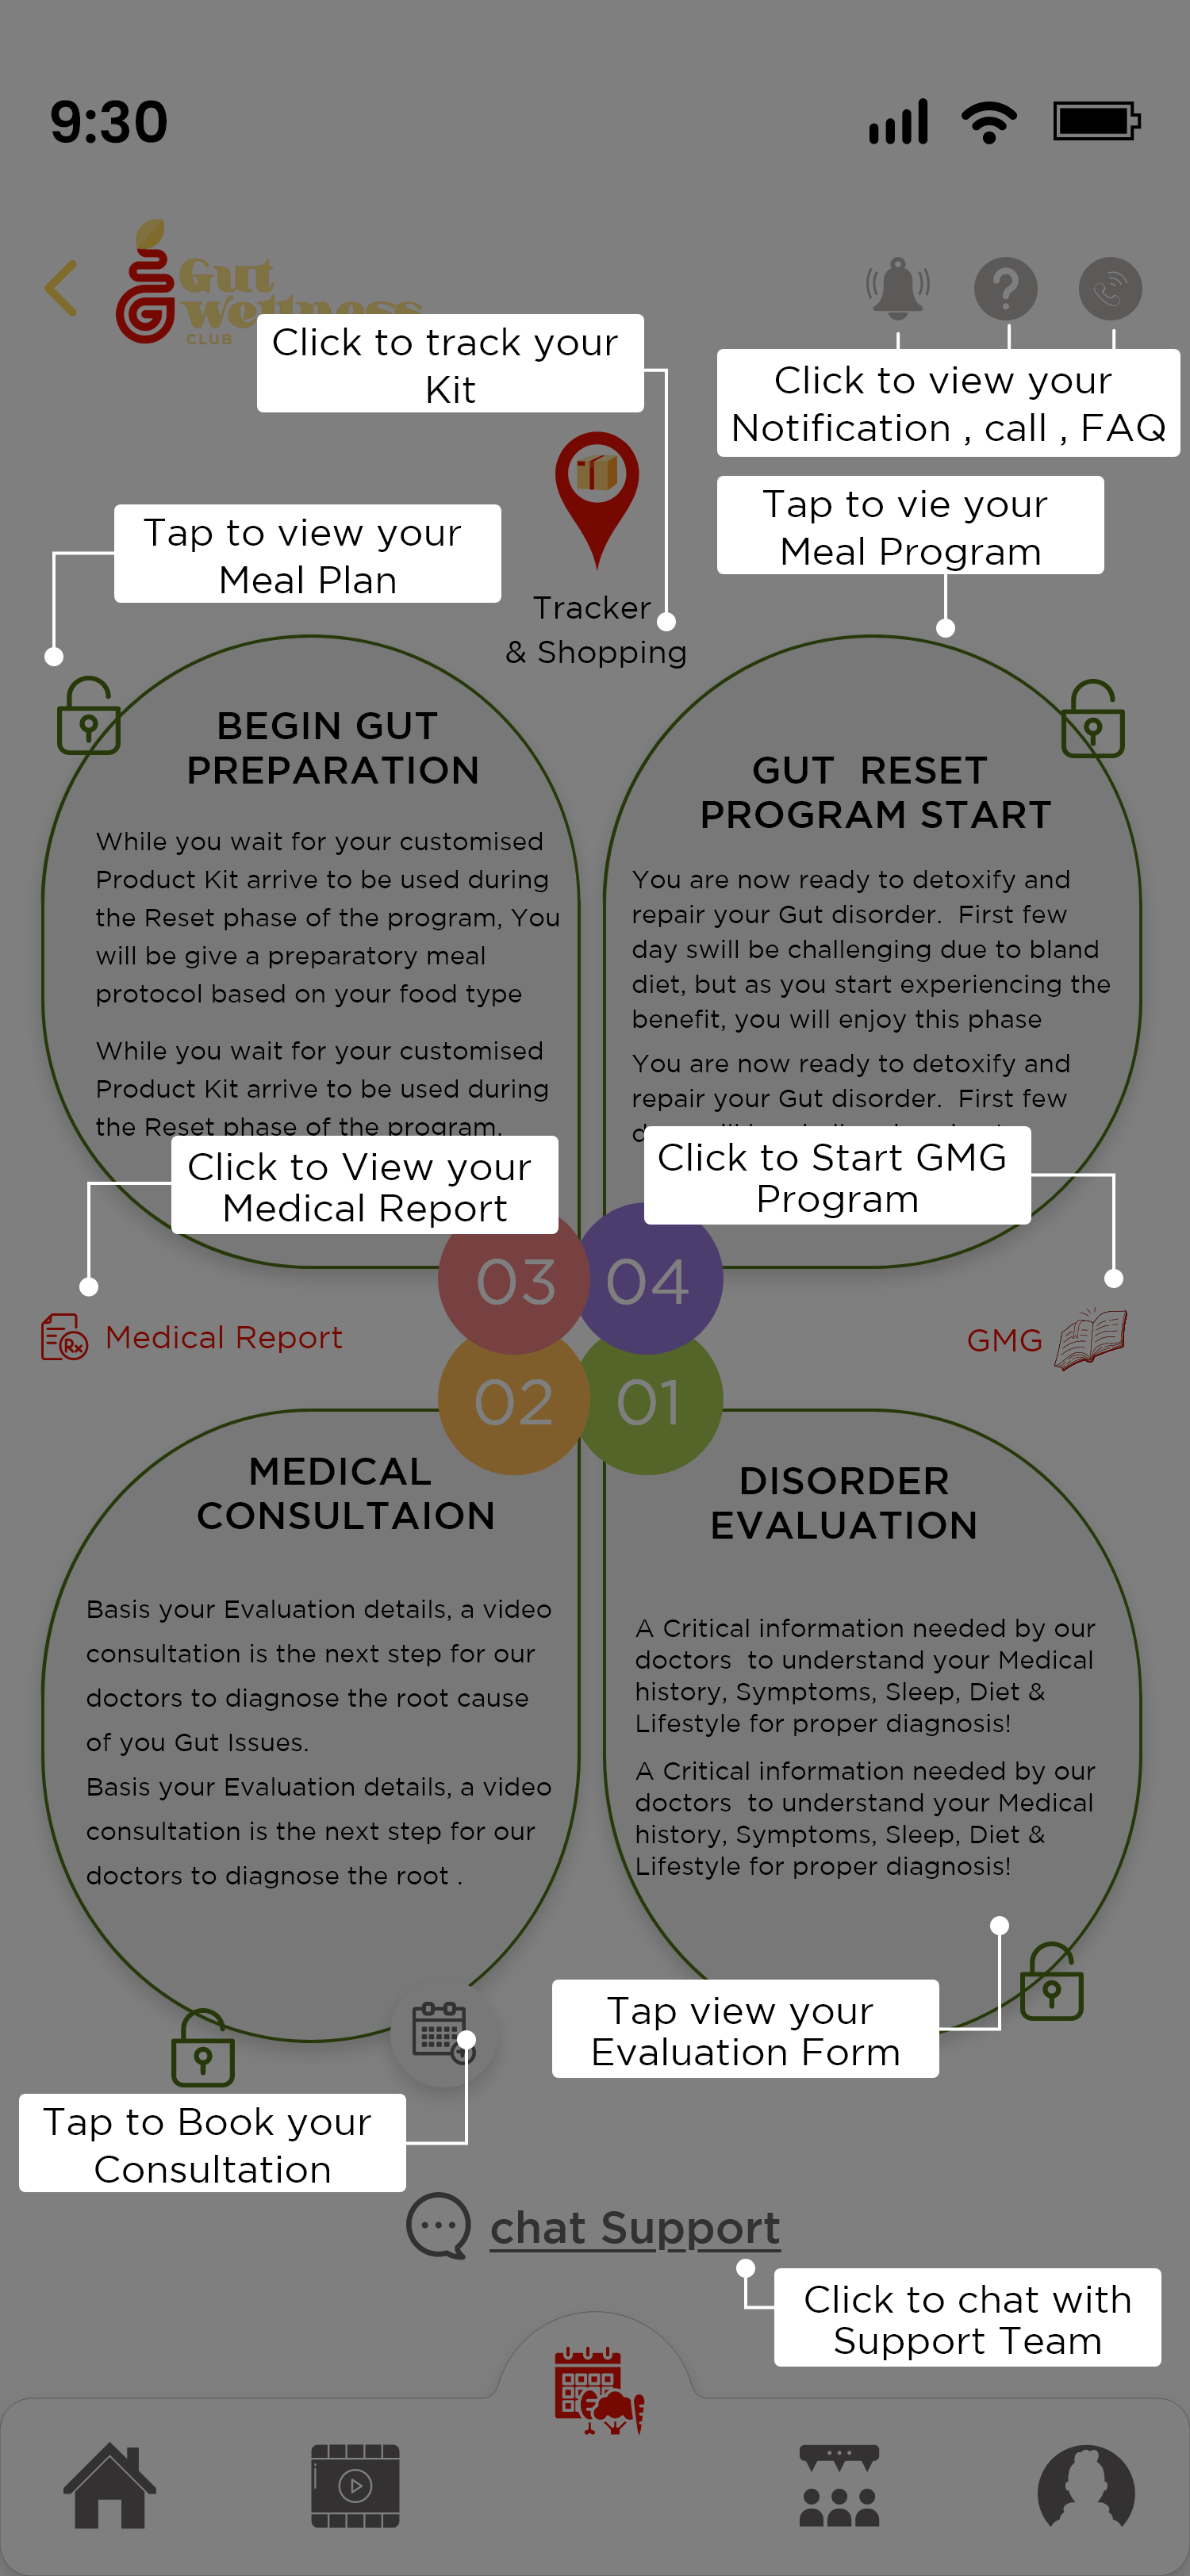 9:30
Gut
Wellness
CLUB
Click to track your
Kit
Click to view your
Notification , call , FAQ
Tap to view your
Meal Plan
Tap to vie your
Meal Program
Tracker
& Shopping
BEGIN GUT
PREPARATION
While you wait for your customised
Product Kit arrive to be used during
the Reset phase of the program, You
will be give a preparatory meal
protocol based on your food type
While you wait for your customised
Product Kit arrive to be used during
the Reset phase of the program.
GUT RESET
PROGRAM START
You are now ready to detoxify and
repair your Gut disorder. First few
day swill be challenging due to bland
diet, but as you start experiencing the
benefit, you will enjoy this phase
You are now ready to detoxify and
repair your Gut disorder. First few
Click to View your
Medical Report
Click to Start GMG
Program
03
04
Rx
Medical Report
GMG
02
01
MEDICAL
CONSULTAION
Basis your Evaluation details, a video
consultation is the next step for our
doctors to diagnose the root cause
of you Gut Issues.
Basis your Evaluation details, a video
consultation is the next step for our
doctors to diagnose the root .
DISORDER
EVALUATION
A Critical information needed by our
doctors to understand your Medical
history, Symptoms, Sleep, Diet &
Lifestyle for proper diagnosis!
A Critical information needed by our
doctors to understand your Medical
history, Symptoms, Sleep, Diet &
Lifestyle for proper diagnosis!
Tap view your
Evaluation Form
Tap to Book your
Consultation
chat Support
Click to chat with
Support Team